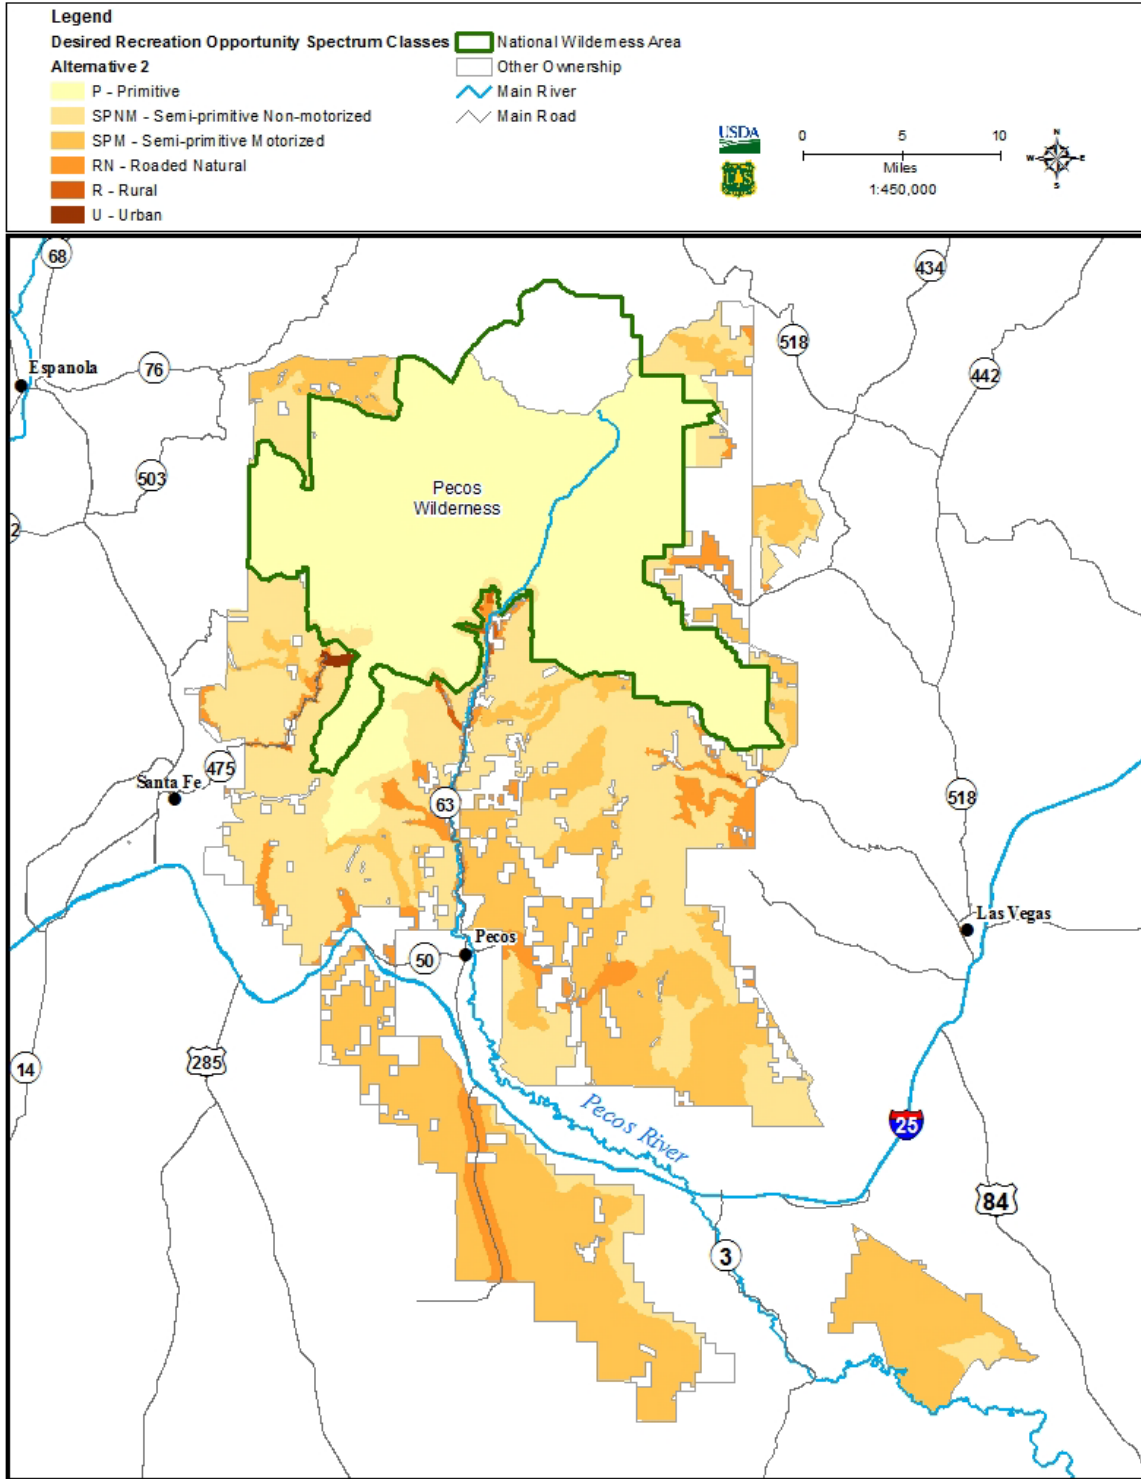 Legend
Desired Recreation Opportunity Spectrum Classes
Alternative 2
P - Primitive
SPNM - Semi-primitive Non-motorized
SPM - Semi-primitive Motorized
RN - Roaded Natural
R - Rural
U - Urban
National Wilderness Area
Other Ownership
Main River
Main Road
USDA
U S
0 5 10
Miles
1:450,000
N
W E
S
68
434
518
Espanola
76
442
503
Pecos
Wilderness
2
475
Santa Fe
63
518
Las Vegas
Pecos
50
285
14
Pecos River
25
84
3